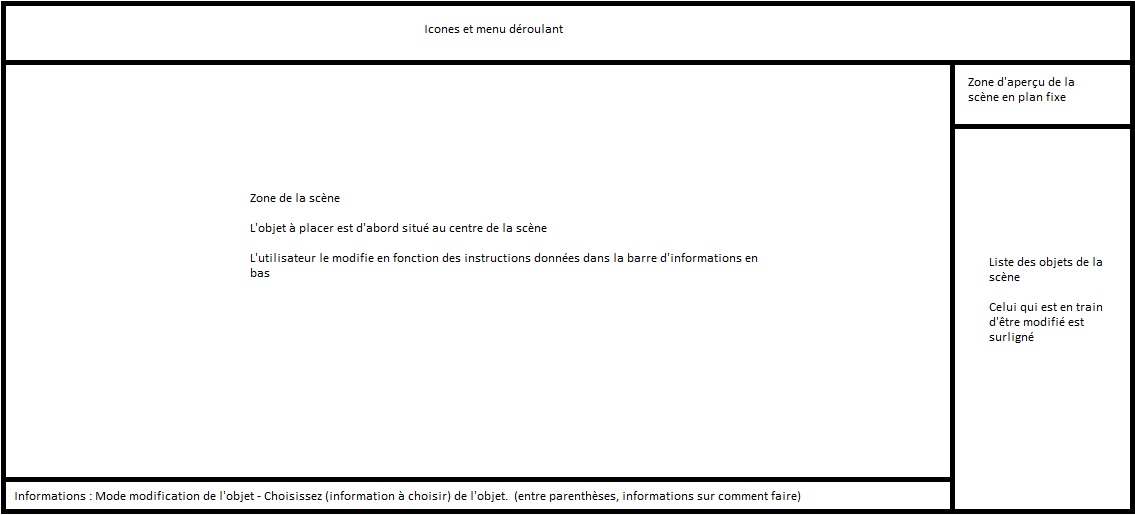 Icones et menu déroulant
Zone d'aperçu de la
scène en plan fixe
Zone de la scène
L'objet à placer est d'abord situé au centre de la scène
L'utilisateur le modifie en fonction des instructions données dans la barre d'informations en
bas
Liste des objets de la
scène
Celui qui est en train
d'être modifié est
surligné
Informations : Mode modification de l'objet - Choisissez (information à choisir) de l'objet.  (entre parenthèses, informations sur comment faire)